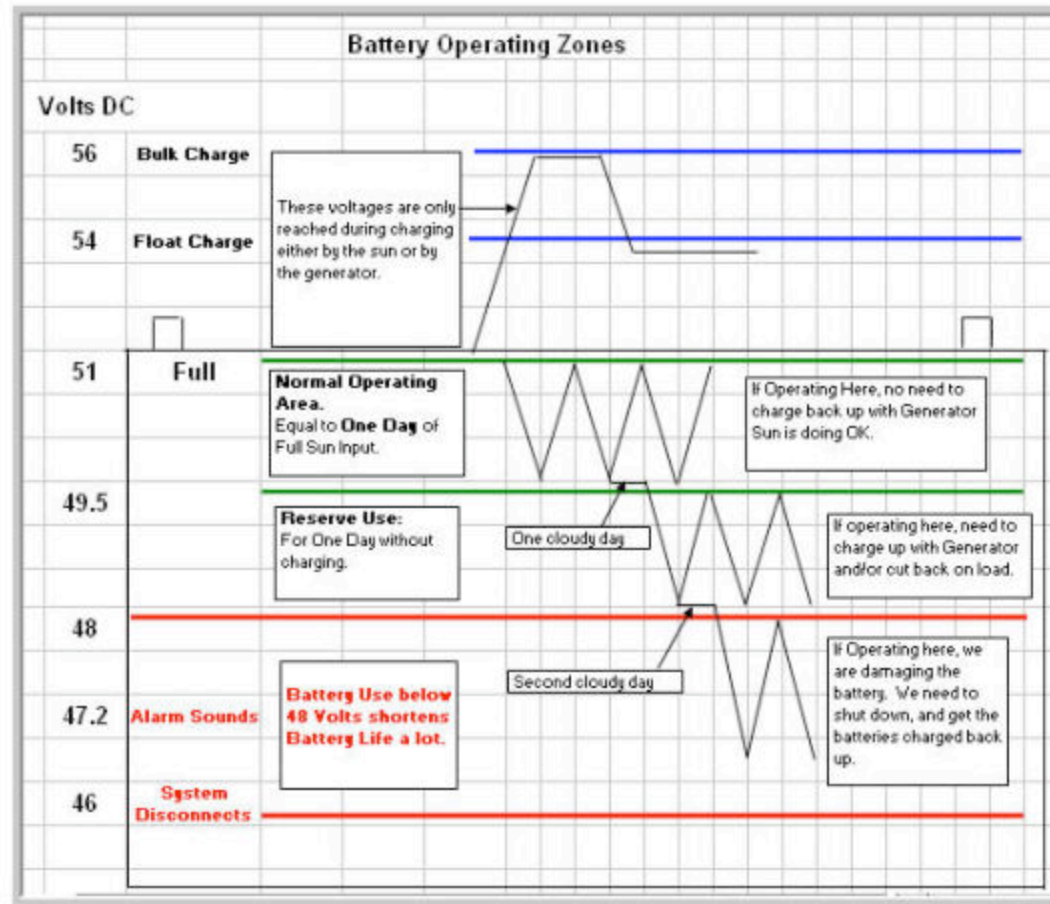 Battery Operating Zones
Volts DC
56
Bulk Charge
These voltages are only
reached during charging
either by the sun or by
the generator.
54
Float Charge
51
Full
Normal Operating
Area.
Equal to One Day of
Full Sun Input.
If Operating Here, no need to
charge back up with Generator
Sun is doing OK.
49.5
Reserve Use:
For One Day without
charging.
One cloudy day
If operating here, need to
charge up with Generator
and/or cut back on load.
48
Second cloudy day
If Operating here, we
are damaging the
battery. We need to
shut down, and get the
batteries charged back
up.
Battery Use below
48 Volts shortens
Battery Life a lot.
47.2
Alarm Sounds
46
System
Disconnects